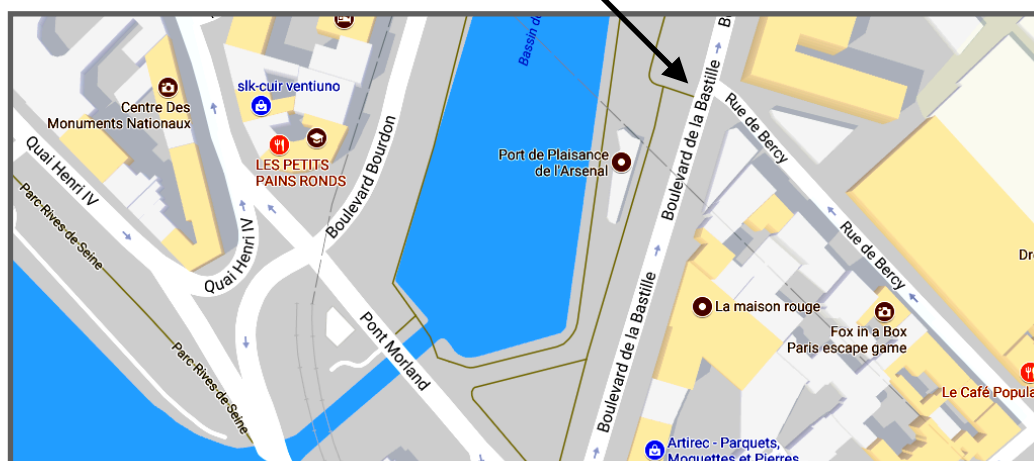 Bassin de
B
slk-cuir ventiuno
Centre Des
Monuments Nationaux
LES PETITS
PAINS RONDS
Boulevard Bourdon
Quai Henri IV
Parc-Rives-de-Seine
Quai Henri IV
Port de Plaisance
de l'Arsenal
Boulevard de la Bastille
Rue de Bercy
Rue de Bercy
Dr
Boulevard de la Bastille
La maison rouge
Fox in a Box
Paris escape game
Pont Morland
Parc-Rives-de-Seine
Boulevard de la Bastille
Le Café Popula
Artirec - Parquets,
Moquettes et Pierres